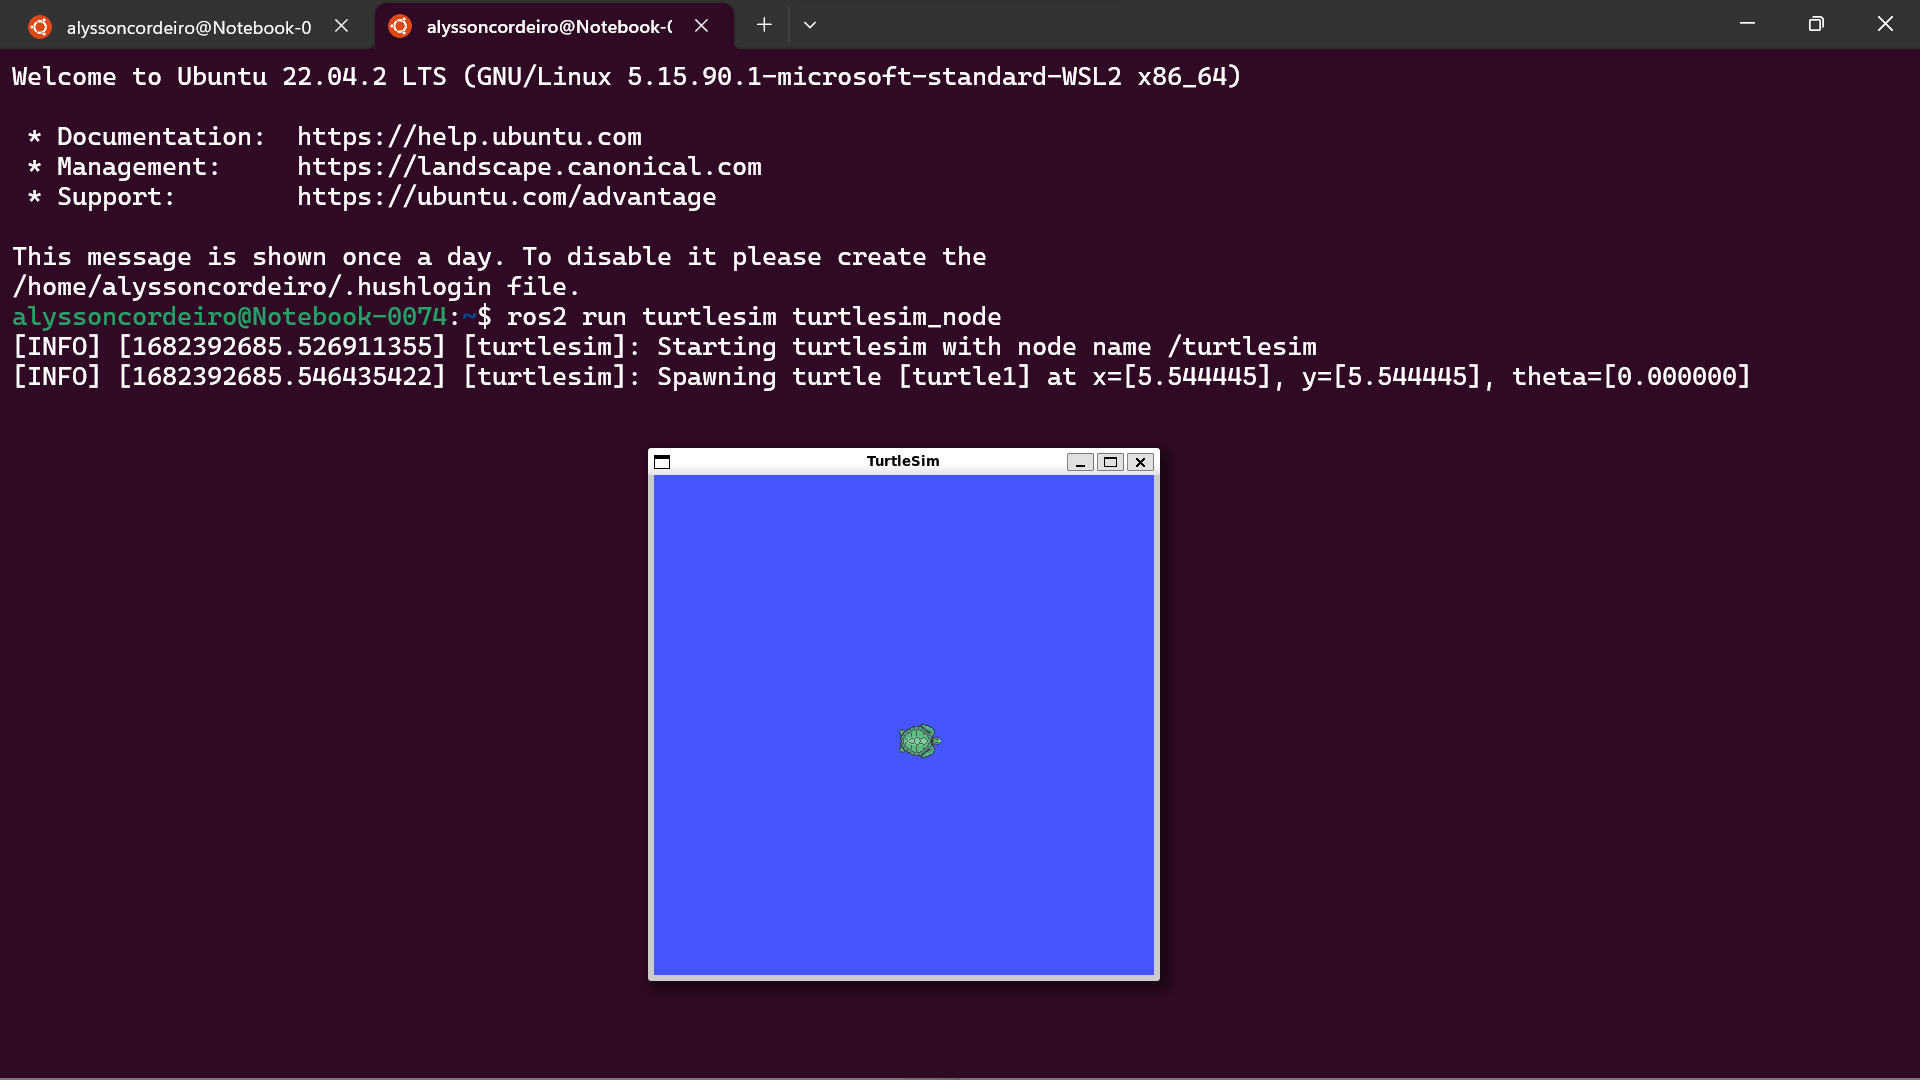 alyssoncordeiro@Notebook-0
alyssoncordeiro@Notebook-
Welcome to Ubuntu 22.04.2 LTS (GNU/Linux 5.15.90.1-microsoft-standard-WSL2 x86_64)
* Documentation:  https://help.ubuntu.com
* Management:     https://landscape.canonical.com
* Support:        https://ubuntu.com/advantage
This message is shown once a day. To disable it please create the
/home/alyssoncordeiro/.hushlogin file.
alyssoncordeiro@Notebook-0074:~$ ros2 run turtlesim turtlesim_node
[INFO] [1682392685.526911355] [turtlesim]: Starting turtlesim with node name /turtlesim
[INFO] [1682392685.546435422] [turtlesim]: Spawning turtle [turtle1] at x=[5.544445], y=[5.544445], theta=[0.000000]
TurtleSim